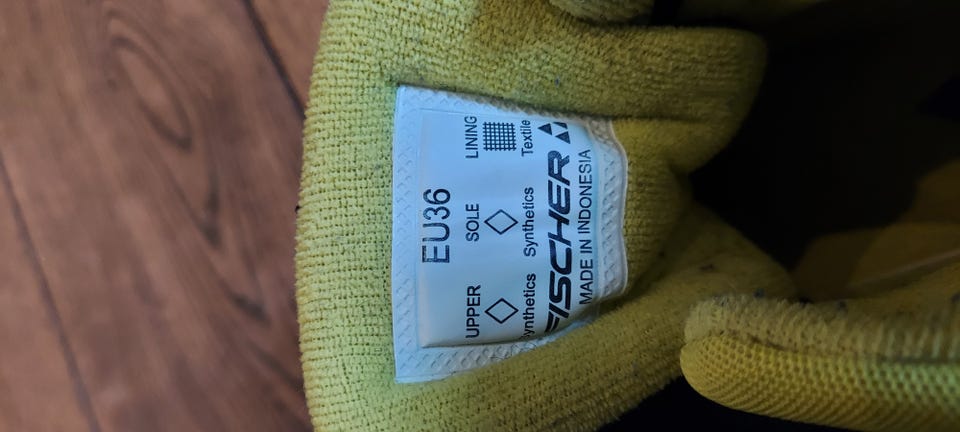 EU36
UPPER SOLE LINING
Synthetics Synthetics Textile
FISCHER
MADE IN INDONESIA